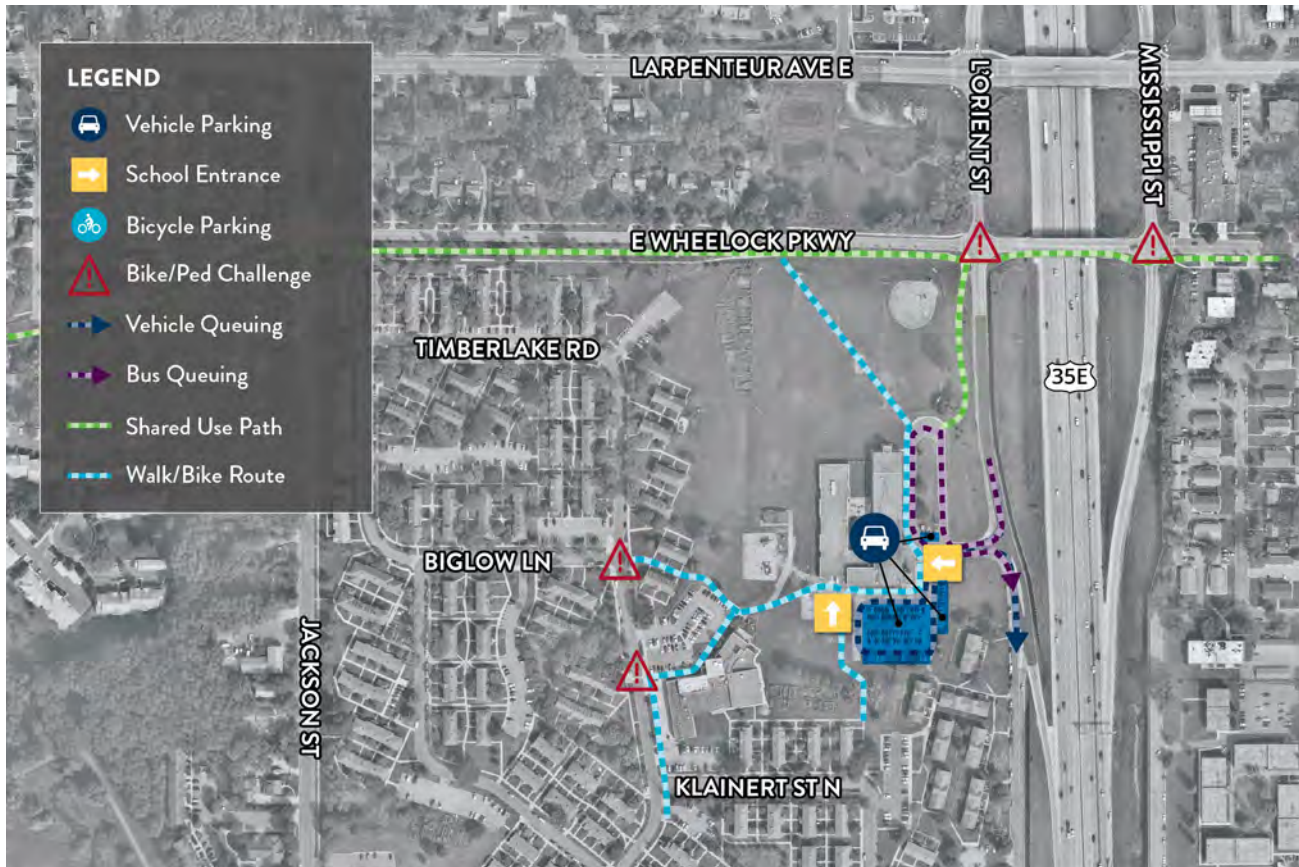 LEGEND
Vehicle Parking
School Entrance
Bicycle Parking
Bike/Ped Challenge
Vehicle Queuing
Bus Queuing
Shared Use Path
Walk/Bike Route
LARPENTEUR AVE E
L'ORIENT ST
MISSISSIPPI ST
E WHEELOCK PKWY
TIMBERLAKE RD
35E
BIGLOW LN
JACKSON ST
KLAINERT ST N